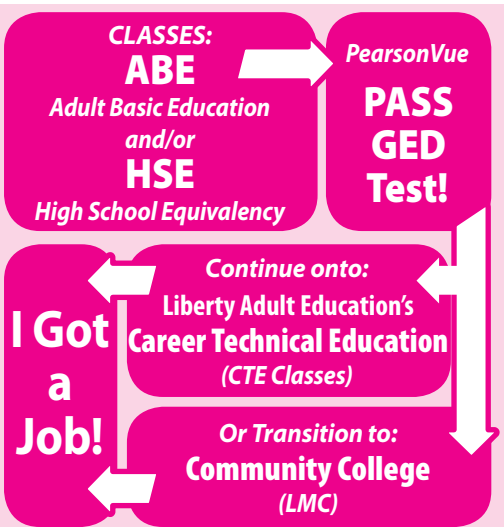 CLASSES:
ABE
Adult Basic Education
and/or
HSE
High School Equivalency
PearsonVue
PASS
GED
Test!
Continue onto:
Liberty Adult Education's
Career Technical Education
(CTE Classes)
Or Transition to:
Community College
(LMC)
I Got
a
Job!